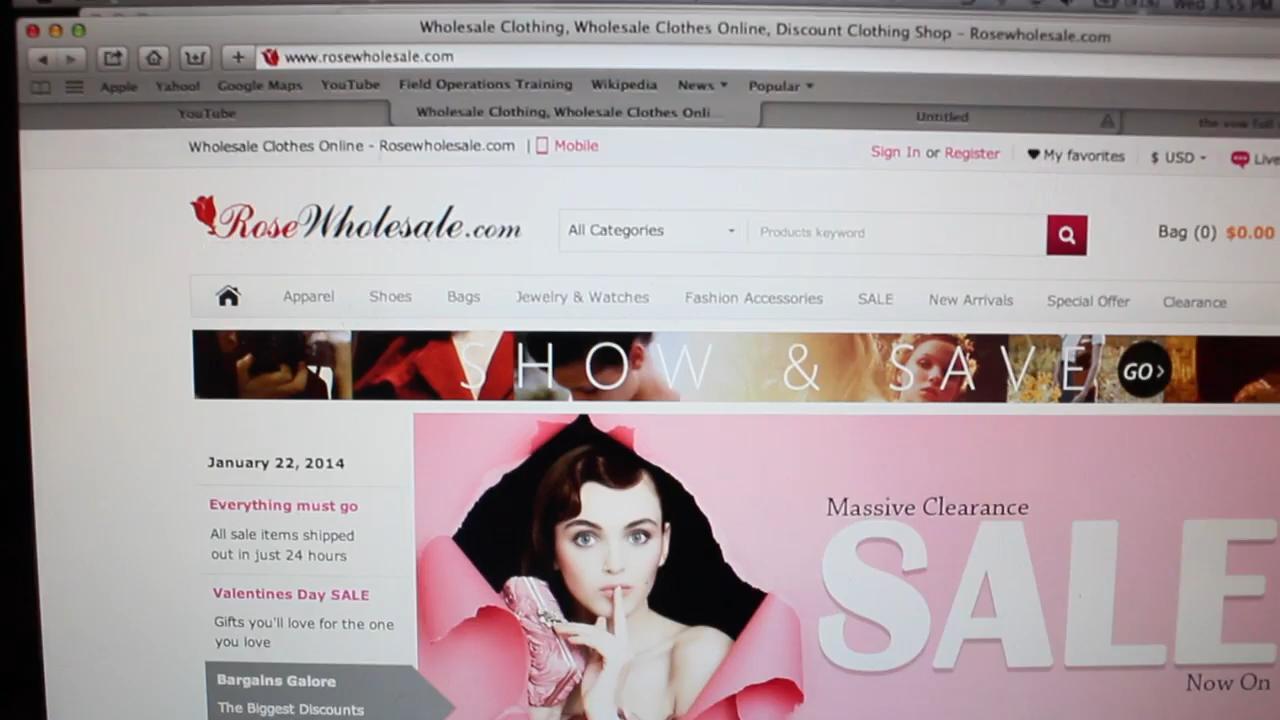 Wed 3:55 PM
Wholesale Clothing, Wholesale Clothes Online, Discount Clothing Shop – Rosewholesale.com
www.rosewholesale.com
Apple Yahoo! Google Maps YouTube Field Operations Training Wikipedia News Popular
YouTube Wholesale Clothing, Wholesale Clothes Onli... Untitled
Wholesale Clothes Online - Rosewholesale.com | Mobile Sign In or Register My favorites $ USD Live
RoseWholesale.com All Categories Products keyword Bag (0) $0.00
Apparel Shoes Bags Jewelry & Watches Fashion Accessories SALE New Arrivals Special Offer Clearance
SHOW & SAVE GO>
January 22, 2014
Everything must go
All sale items shipped
out in just 24 hours
Valentines Day SALE
Gifts you'll love for the one
you love
Bargains Galore
The Biggest Discounts
Massive Clearance
SALE
Now On